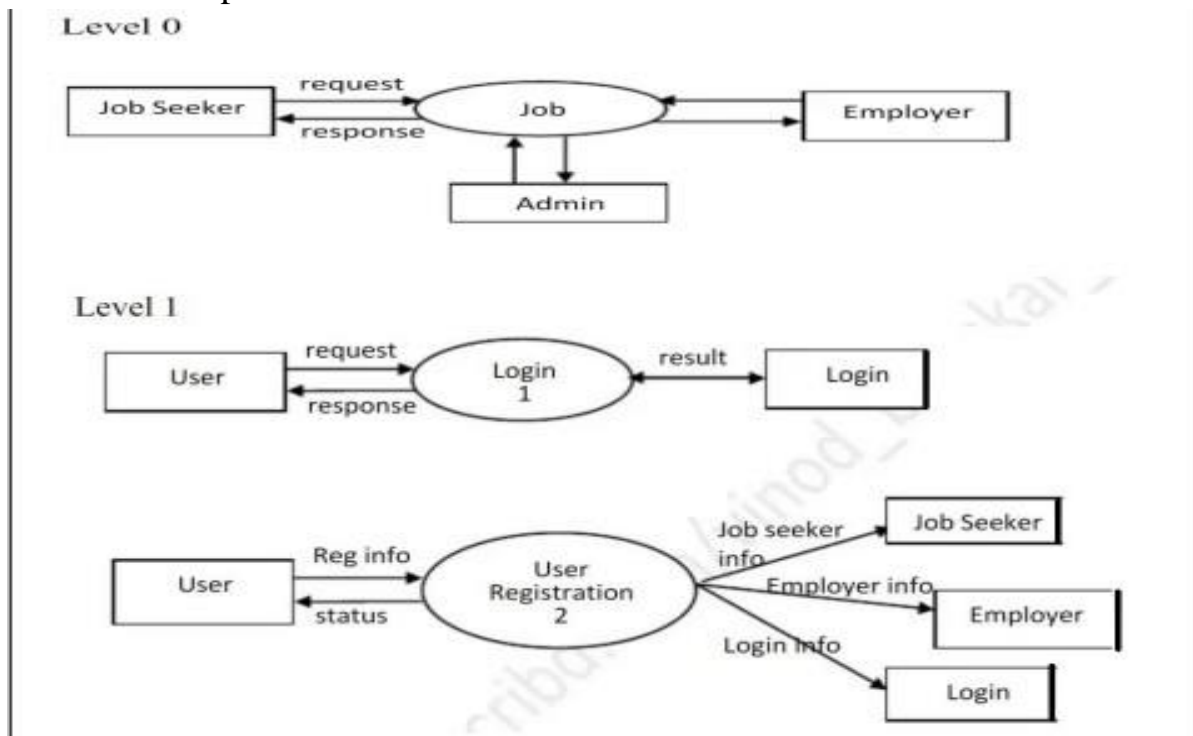 Level 0
request
Job Seeker
Job
Employer
response
Admin
Level 1
request
User
Login
1
result
Login
response
Reg info
User
User
Registration
2
status
Job seeker
info
Job Seeker
Employer info
Employer
Login Info
Login